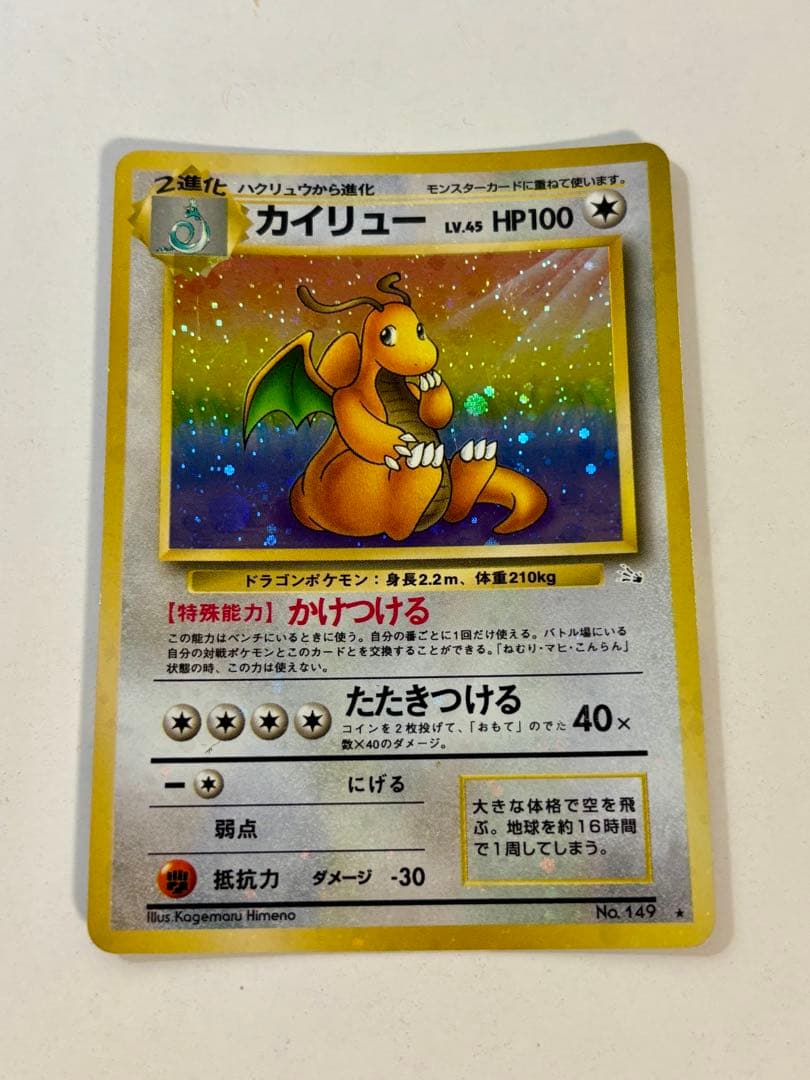 2進化 ハクリュウから進化 モンスターカードに重ねて使います。
カイリュー LV.45 HP100
ドラゴンポケモン：身長2.2m、体重210kg
【特殊能力】 かけつける
この能力はベンチにいるときに使う。自分の番ごとに1回だけ使える。バトル場にいる
自分の対戦ポケモンとこのカードとを交換することができる。「ねむり・マヒ・こんらん」
状態の時、この力は使えない。
たたきつける
コインを2枚投げて、「おもて」のでた
数×40のダメージ。
40×
にげる
弱点
抵抗力 ダメージ -30
大きな体格で空を飛
ぶ。地球を約16時間
で1周してしまう。
Illus.Kagemaru Himeno
No. 149 ★